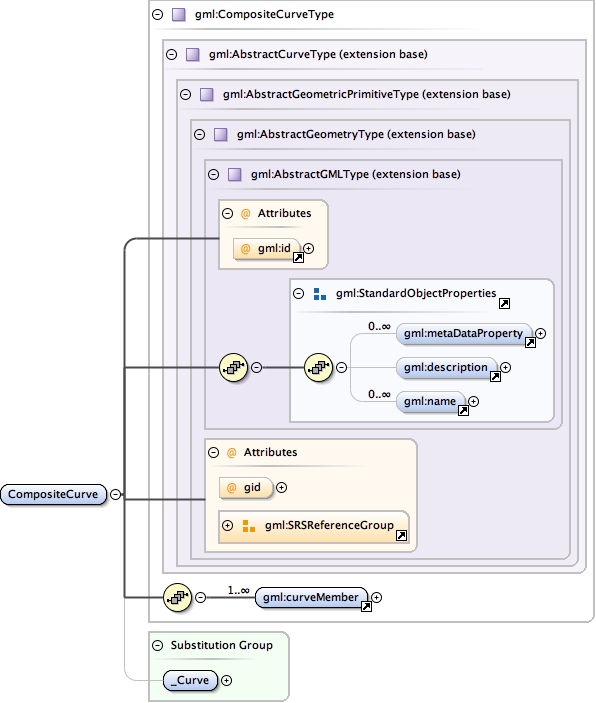 gml:CompositeCurveType
gml:AbstractCurveType (extension base)
gml:AbstractGeometricPrimitiveType (extension base)
gml:AbstractGeometryType (extension base)
gml:AbstractGMLType (extension base)
@ Attributes
@ gml:id
gml:StandardObjectProperties
0..∞ gml:metaDataProperty
gml:description
0..∞ gml:name
@ Attributes
@ gid
gml:SRSReferenceGroup
CompositeCurve
1..∞ gml:curveMember
Substitution Group
_Curve